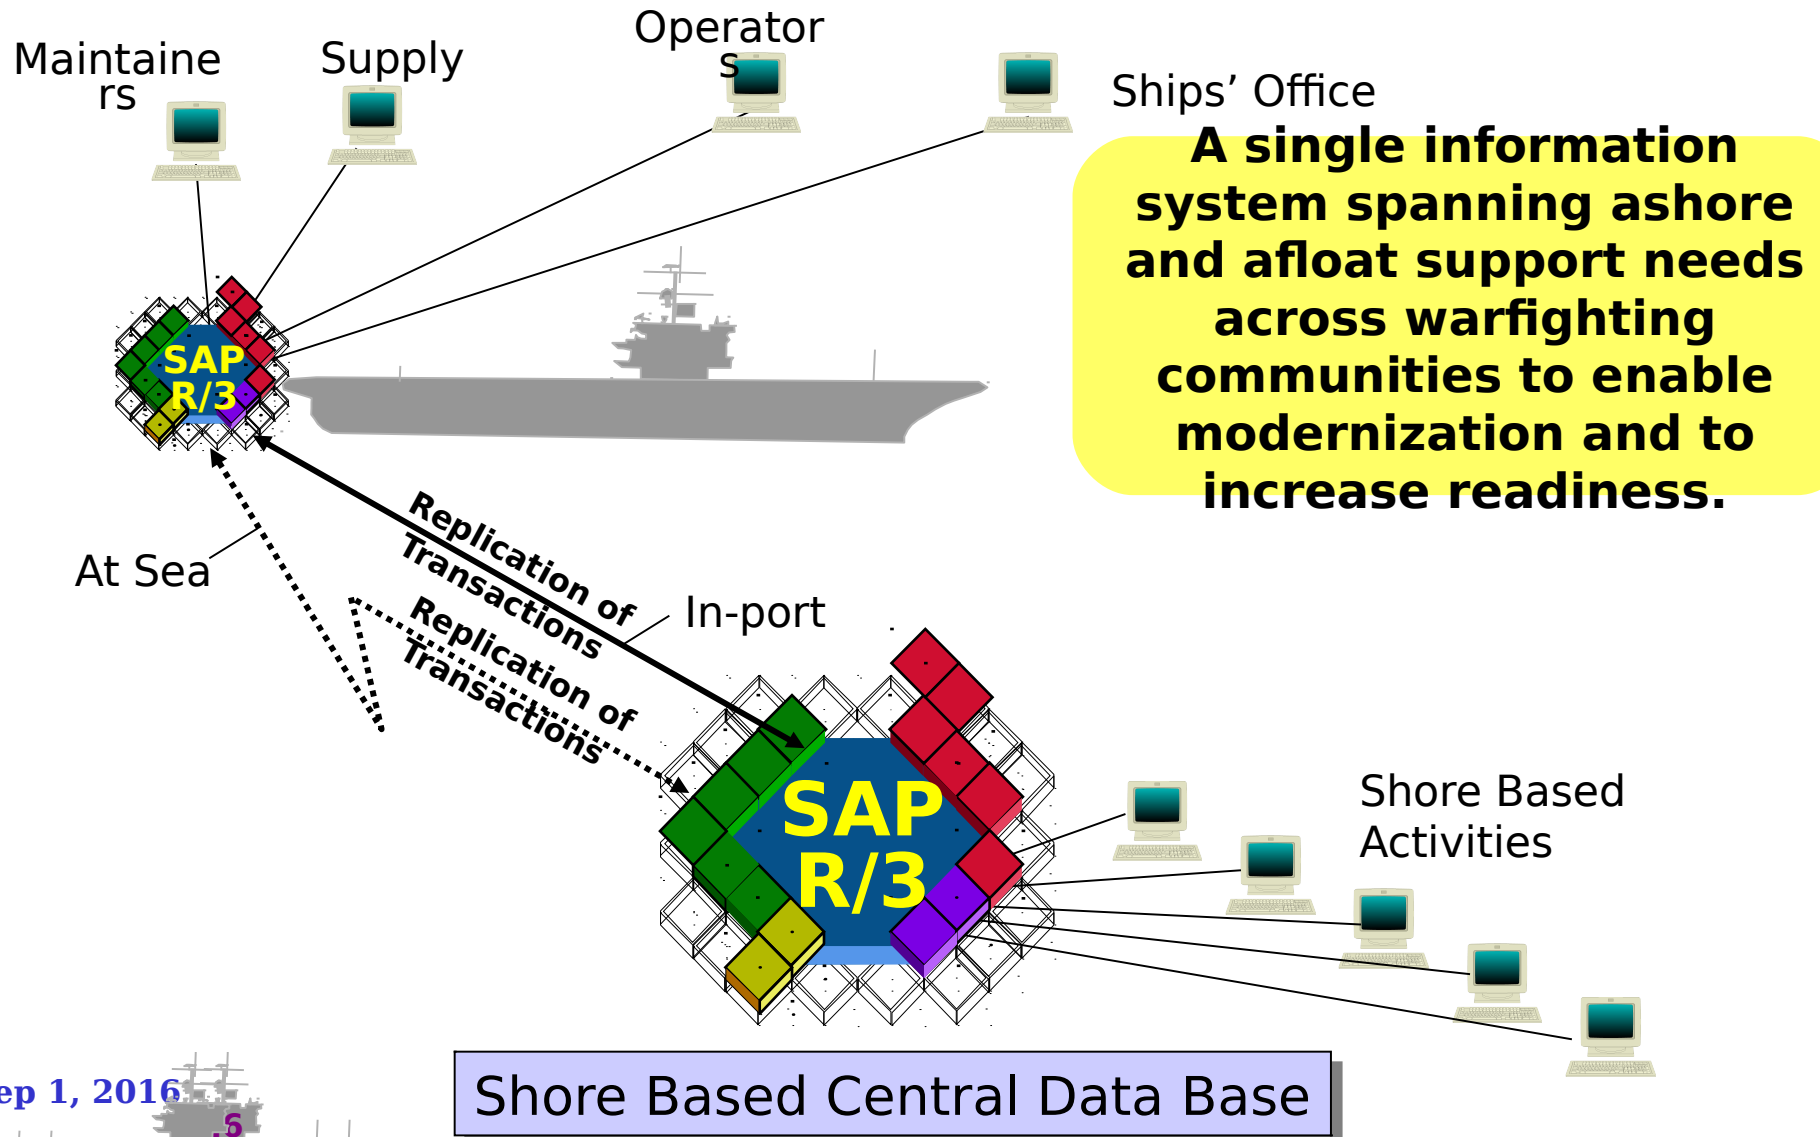 Maintaine
rs
Supply
Operator
s
Ships’ Office
A single information
system spanning ashore
and afloat support needs
across warfighting
communities to enable
modernization and to
increase readiness.
SAP
R/3
Replication of
Transactions
At Sea
In-port
Replication of
Transactions
SAP
R/3
Shore Based
Activities
Shore Based Central Data Base
ep 1, 2016
.6